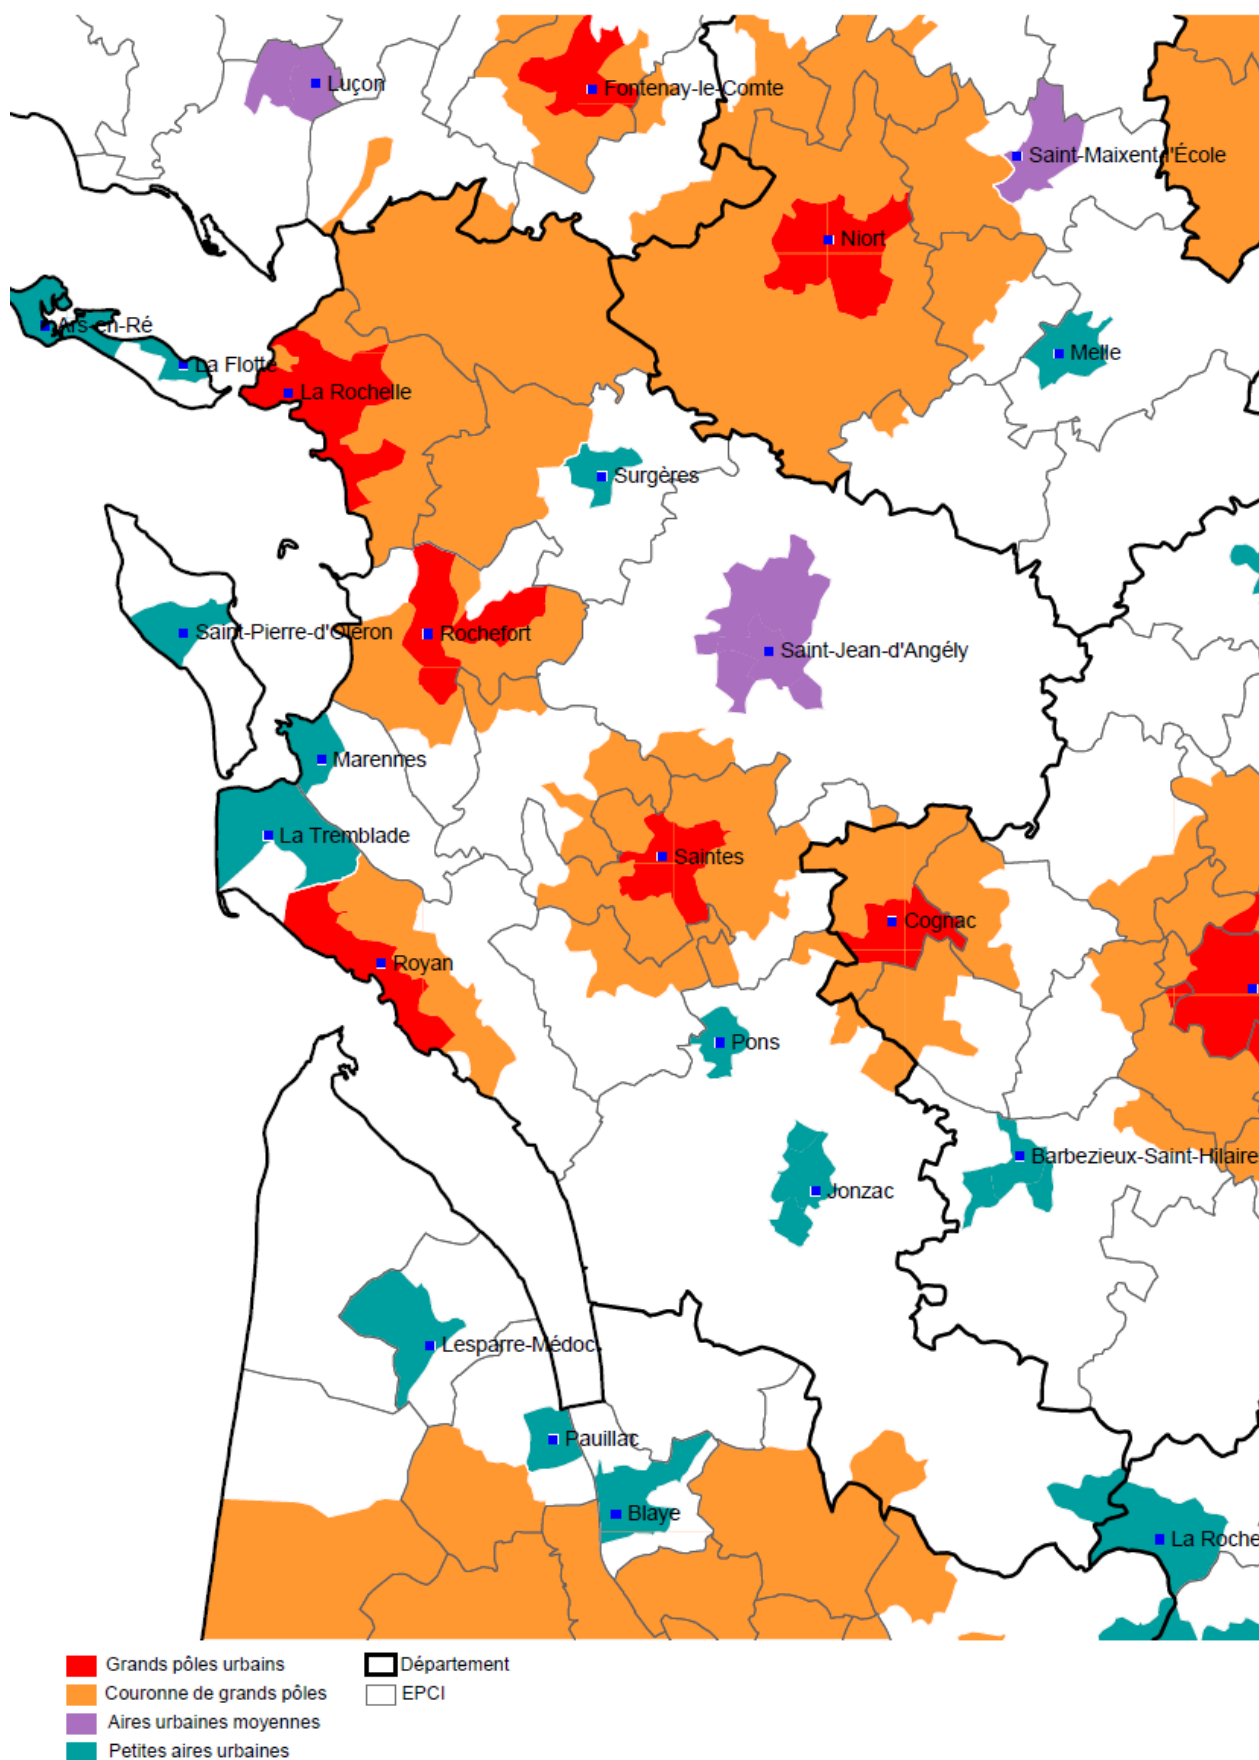 Luçon
Fontenay-le-Comte
Saint-Maixent-l'École
Niort
Ars-en-Ré
Melle
La Flotte
La Rochelle
Surgères
Saint-Pierre-d'Oléron
Rochefort
Saint-Jean-d'Angély
Marennes
La Tremblade
Saintes
Cognac
Royan
Pons
Barbezieux-Saint-Hilaire
Jonzac
Lesparre-Médoc
Pauillac
Blaye
La Roche
Grands pôles urbains
Département
Couronne de grands pôles
EPCI
Aires urbaines moyennes
Petites aires urbaines